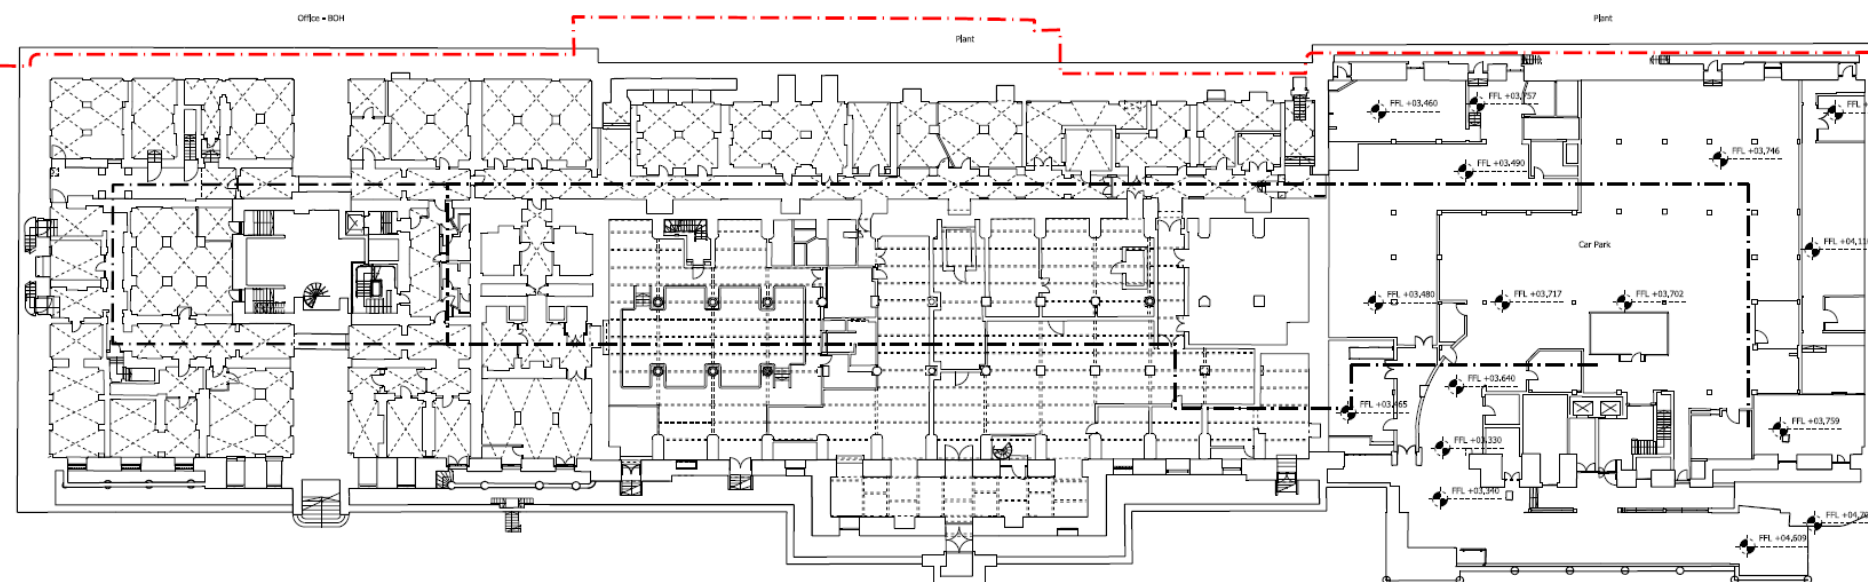 Office - BOH
Plant
Plant
FFL +03,460
FFL +03,757
FFL
FFL +03,746
FFL +03,490
Car Park
FFL +03,480
FFL +03,717
FFL +03,702
FFL +03,640
FFL +03,465
FFL +03,759
FFL +03,330
FFL +03,340
FFL +04,609